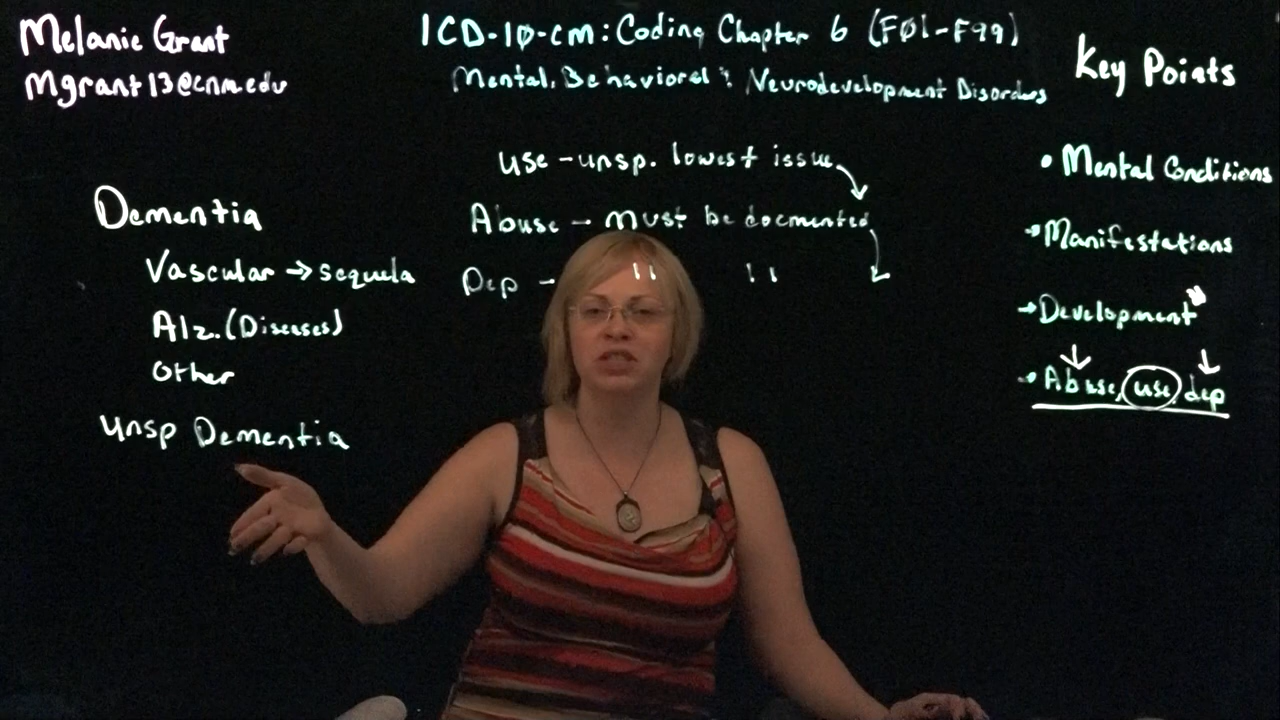 Melanie Grant
Mgrant13@cnm.edu
ICD-10-cm: Coding Chapter 6 (F01-F99)
Mental, Behavioral & Neurodevelopment Disorders
Key Points
use - unsp. lowest issue
Abuse - must be docmented
Dep - " "
Dementia
Vascular → sequela
Alz. (Diseases)
Other
Unsp Dementia
• Mental Conditions
→ Manifestations
→ Development
→ Abuse, use, dep